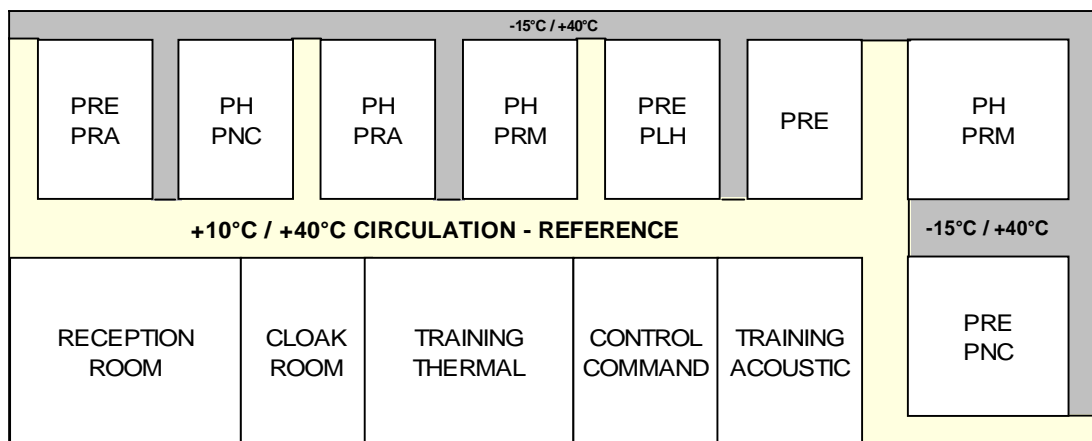 -15°C / +40°C
PRE
PRA
PH
PNC
PH
PRA
PH
PRM
PRE
PLH
PRE
PH
PRM
+10°C / +40°C CIRCULATION - REFERENCE
-15°C / +40°C
RECEPTION
ROOM
CLOAK
ROOM
TRAINING
THERMAL
CONTROL
COMMAND
TRAINING
ACOUSTIC
PRE
PNC